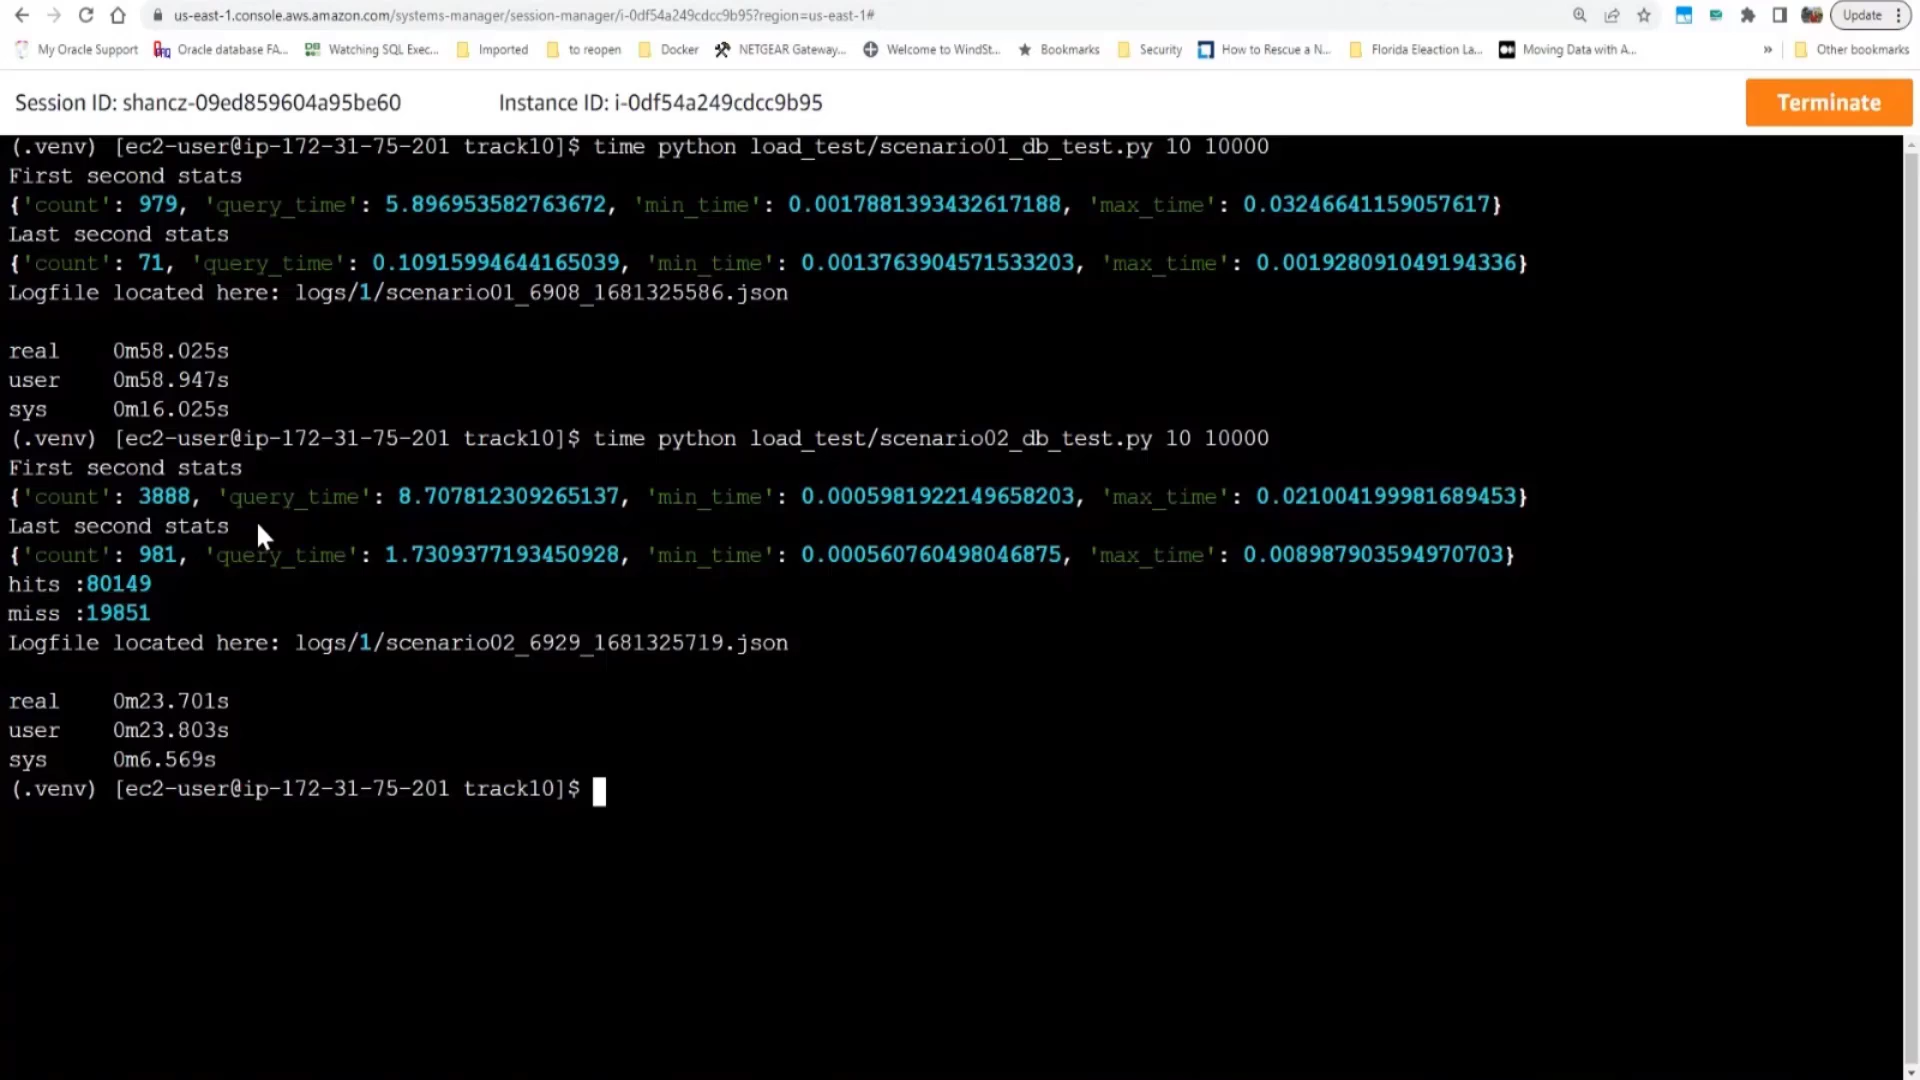 us-east-1.console.aws.amazon.com/systems-manager/session-manager/i-0df54a249cdcc9b95?region=us-east-1#
Update
My Oracle Support Oracle database FA... Watching SQL Exec... Imported to reopen Docker NETGEAR Gateway... Welcome to WindSt... Bookmarks Security How to Rescue a N... Florida Eleaction La... Moving Data with A... » Other bookmarks
Session ID: shancz-09ed859604a95be60 Instance ID: i-0df54a249cdcc9b95 Terminate
(.venv) [ec2-user@ip-172-31-75-201 track10]$ time python load_test/scenario01_db_test.py 10 10000
First second stats
{'count': 979, 'query_time': 5.896953582763672, 'min_time': 0.0017881393432617188, 'max_time': 0.03246641159057617}
Last second stats
{'count': 71, 'query_time': 0.10915994644165039, 'min_time': 0.0013763904571533203, 'max_time': 0.001928091049194336}
Logfile located here: logs/1/scenario01_6908_1681325586.json
real 0m58.025s
user 0m58.947s
sys 0m16.025s
(.venv) [ec2-user@ip-172-31-75-201 track10]$ time python load_test/scenario02_db_test.py 10 10000
First second stats
{'count': 3888, 'query_time': 8.707812309265137, 'min_time': 0.0005981922149658203, 'max_time': 0.021004199981689453}
Last second stats
{'count': 981, 'query_time': 1.7309377193450928, 'min_time': 0.000560760498046875, 'max_time': 0.008987903594970703}
hits :80149
miss :19851
Logfile located here: logs/1/scenario02_6929_1681325719.json
real 0m23.701s
user 0m23.803s
sys 0m6.569s
(.venv) [ec2-user@ip-172-31-75-201 track10]$